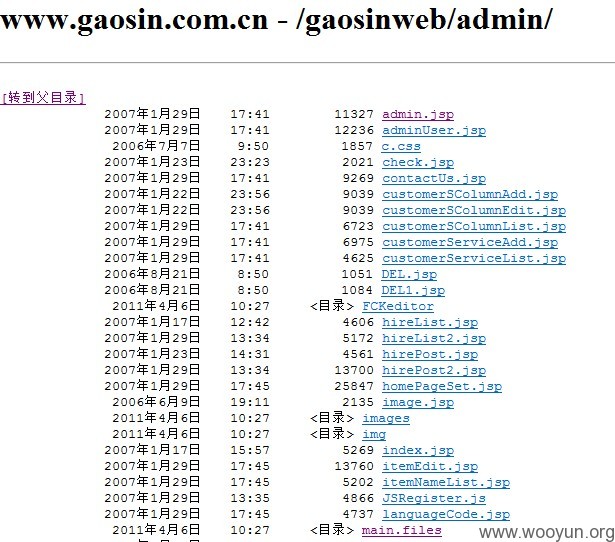 www.gaosin.com.cn - /gaosinweb/admin/
[转到父目录]
2007年1月29日 17:41 11327 admin.jsp
2007年1月29日 17:41 12236 adminUser.jsp
2006年7月7日 9:50 1857 c.css
2007年1月23日 23:23 2021 check.jsp
2007年1月29日 17:41 9269 contactUs.jsp
2007年1月22日 23:56 9039 customerSColumnAdd.jsp
2007年1月22日 23:56 9039 customerSColumnEdit.jsp
2007年1月29日 17:41 6723 customerSColumnList.jsp
2007年1月29日 17:41 6975 customerServiceAdd.jsp
2007年1月29日 17:41 4625 customerServiceList.jsp
2006年8月21日 8:50 1051 DEL.jsp
2006年8月21日 8:50 1084 DEL1.jsp
2011年4月6日 10:27 <目录> FCKeditor
2007年1月17日 12:42 4606 hireList.jsp
2007年1月29日 13:34 5172 hireList2.jsp
2007年1月23日 14:31 4561 hirePost.jsp
2007年1月29日 13:34 13700 hirePost2.jsp
2007年1月29日 17:45 25847 homePageSet.jsp
2006年6月9日 19:11 2135 image.jsp
2011年4月6日 10:27 <目录> images
2011年4月6日 10:27 <目录> img
2007年1月17日 15:57 5269 index.jsp
2007年1月29日 17:45 13760 itemEdit.jsp
2007年1月29日 17:45 5202 itemNameList.jsp
2007年1月29日 13:35 4866 JSRegister.js
2007年1月29日 17:45 4737 languageCode.jsp
2011年4月6日 10:27 <目录> main.files
www.wooyun.org